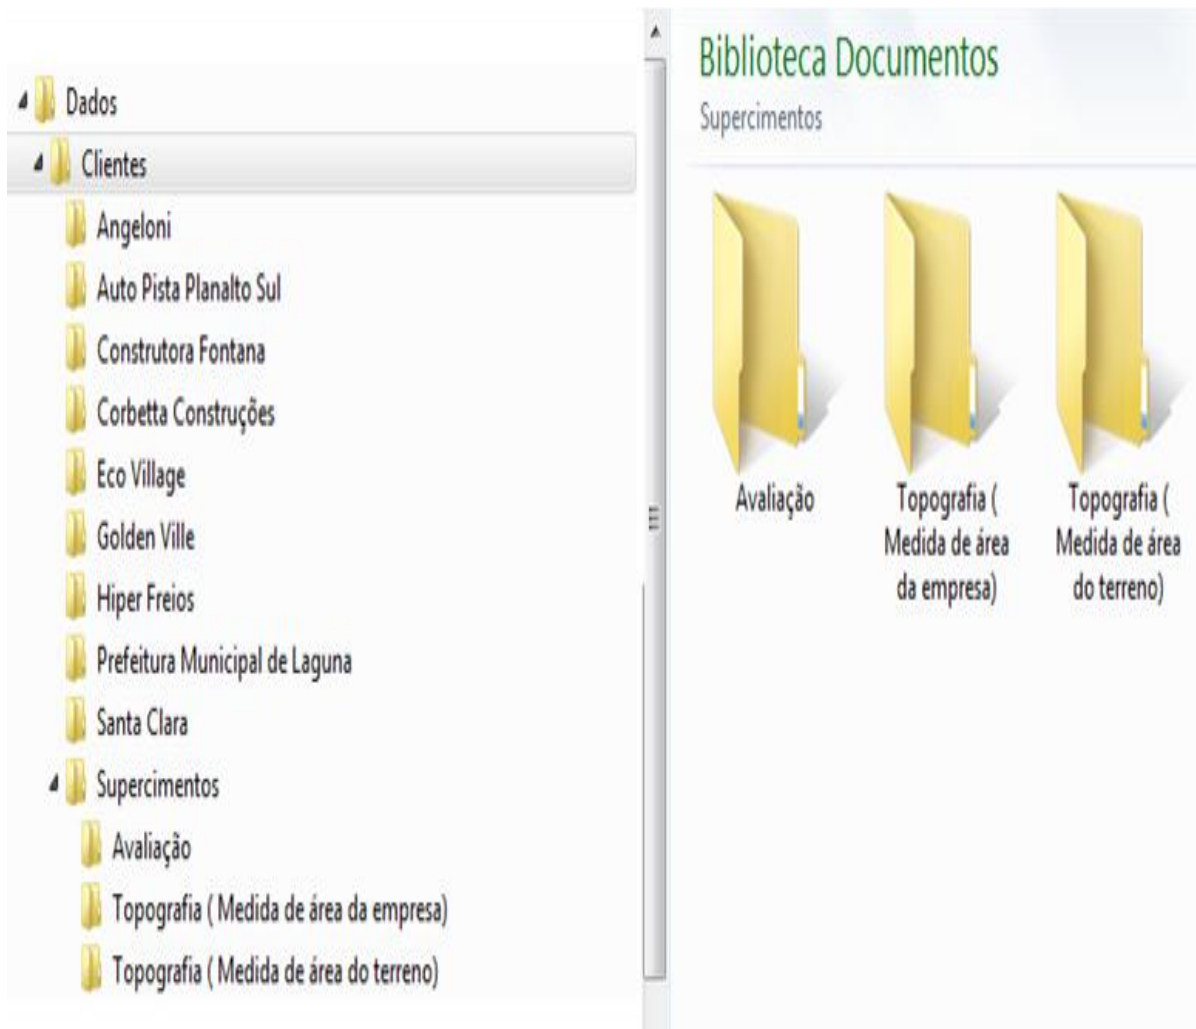 Dados
Clientes
Angeloni
Auto Pista Planalto Sul
Construtora Fontana
Corbetta Construções
Eco Village
Golden Ville
Hiper Freios
Prefeitura Municipal de Laguna
Santa Clara
Supercimentos
Avaliação
Topografia ( Medida de área da empresa)
Topografia ( Medida de área do terreno)
Biblioteca Documentos
Supercimentos
Avaliação
Topografia (
Medida de área
da empresa)
Topografia (
Medida de área
do terreno)